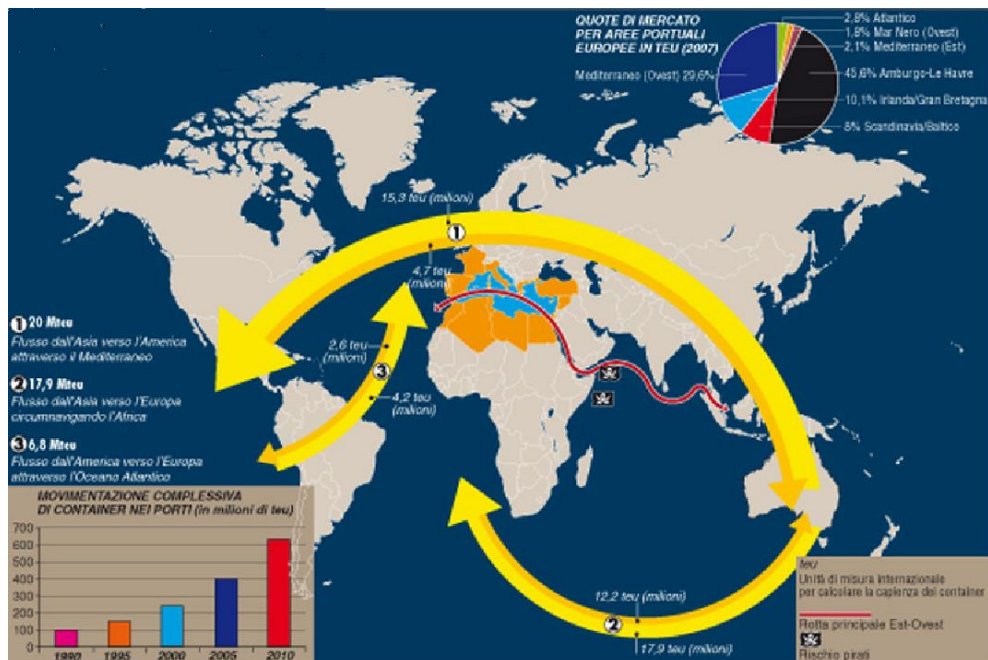 QUOTE DI MERCATO
PER AREE PORTUALI
EUROPEE IN TEU (2007)
2,8% Atlantico
1,8% Mar Nero (Ovest)
2,1% Mediterraneo (Est)
Mediterraneo (Ovest) 29,6%
45,6% Amburgo-Le Havre
10,1% Irlanda/Gran Bretagna
8% Scandinavia/Baltico
15,3 teu (milioni)
1
4,7 teu
(milioni)
1 20 Mteu
Flusso dall'Asia verso l'America
attraverso il Mediterraneo
2 17,9 Mteu
Flusso dall'Asia verso l'Europa
circumnavigando l'Africa
3 6,8 Mteu
Flusso dall'America verso l'Europa
attraverso l'Oceano Atlantico
2,6 teu
(milioni)
3
4,2 teu
(milioni)
MOVIMENTAZIONE COMPLESSIVA
DI CONTAINER NEI PORTI (in milioni di teu)
700
600
500
400
300
200
100
0
1990
1995
2000
2005
2010
12,2 teu (milioni)
2
17,9 teu (milioni)
teu
Unità di misura internazionale
per calcolare la capienza dei container
Rotta principale Est-Ovest
Rischio pirati